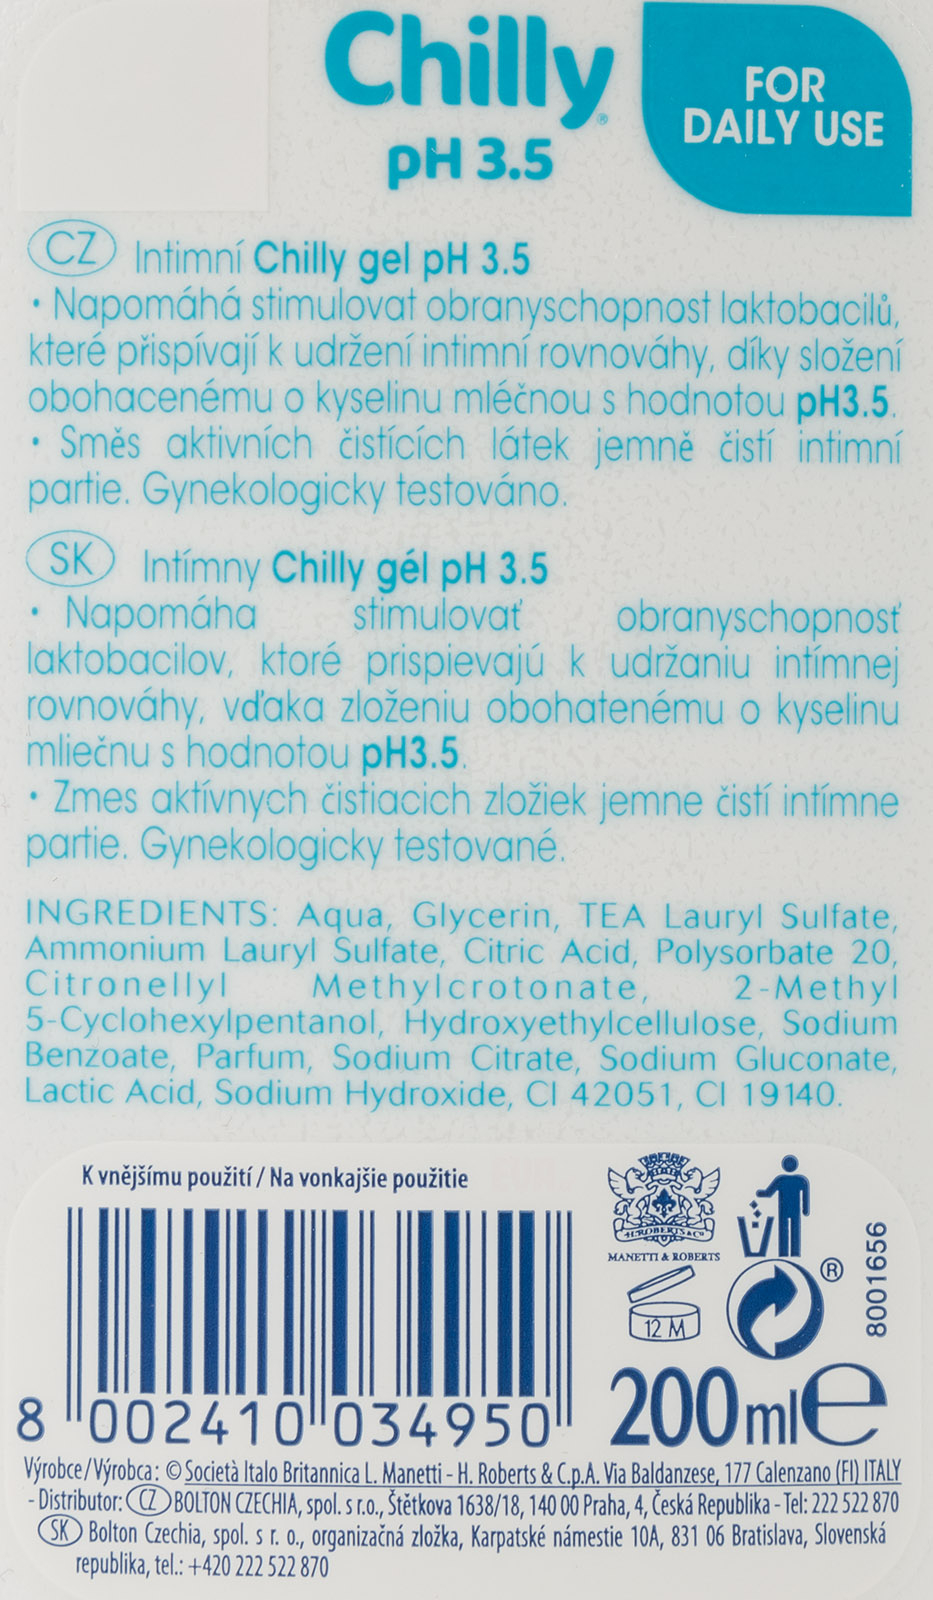 Chilly®
pH 3.5
FOR
DAILY USE
CZ Intimní Chilly gel pH 3.5
• Napomáhá stimulovat obranyschopnost laktobacilů,
které přispívají k udržení intimní rovnováhy, díky složení
obohacenému o kyselinu mléčnou s hodnotou pH3.5.
• Směs aktivních čistících látek jemně čistí intimní
partie. Gynekologicky testováno.
SK Intímny Chilly gél pH 3.5
• Napomáha stimulovať obranyschopnosť
laktobacilov, ktoré prispievajú k udržaniu intímnej
rovnováhy, vďaka zloženiu obohatenému o kyselinu
mliečnu s hodnotou pH3.5.
• Zmes aktívnych čistiacich zložiek jemne čistí intímne
partie. Gynekologicky testované.
INGREDIENTS: Aqua, Glycerin, TEA Lauryl Sulfate,
Ammonium Lauryl Sulfate, Citric Acid, Polysorbate 20,
Citronellyl Methylcrotonate, 2-Methyl
5-Cyclohexylpentanol, Hydroxyethylcellulose, Sodium
Benzoate, Parfum, Sodium Citrate, Sodium Gluconate,
Lactic Acid, Sodium Hydroxide, CI 42051, CI 19140.
K vnějšímu použití / Na vonkajšie použitie
H.ROBERTS & Cº
MANETTI & ROBERTS
12 M
®
8001656
200 ml e
8 002410 034950
Výrobce/Výrobca: © Società Italo Britannica L. Manetti - H. Roberts & C.p.A. Via Baldanzese, 177 Calenzano (FI) ITALY
- Distributor: CZ BOLTON CZECHIA, spol. s r.o., Štětkova 1638/18, 140 00 Praha, 4, Česká Republika - Tel: 222 522 870
SK Bolton Czechia, spol. s r. o., organizačná zložka, Karpatské námestie 10A, 831 06 Bratislava, Slovenská
republika, tel.: +420 222 522 870